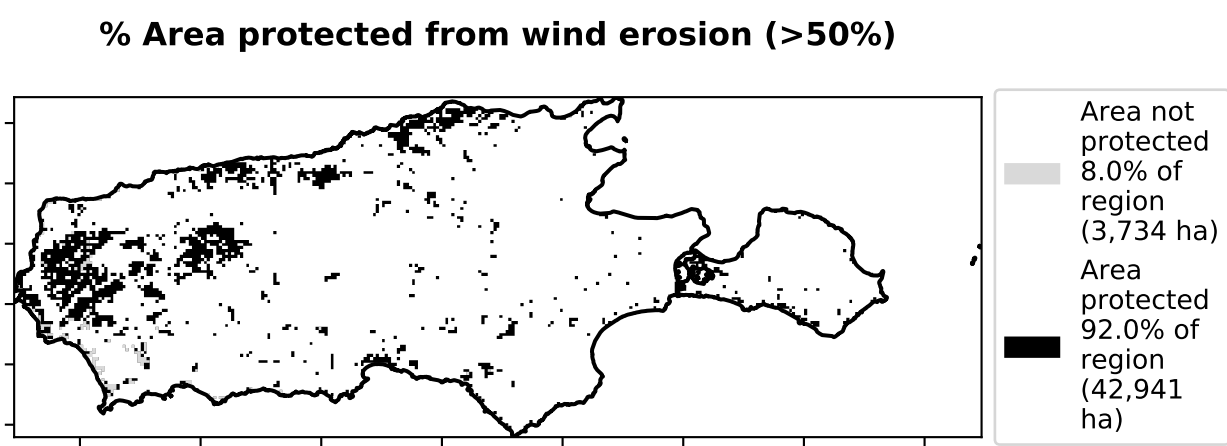 % Area protected from wind erosion (>50%)
Area not
protected
8.0% of
region
(3,734 ha)
Area
protected
92.0% of
region
(42,941
ha)